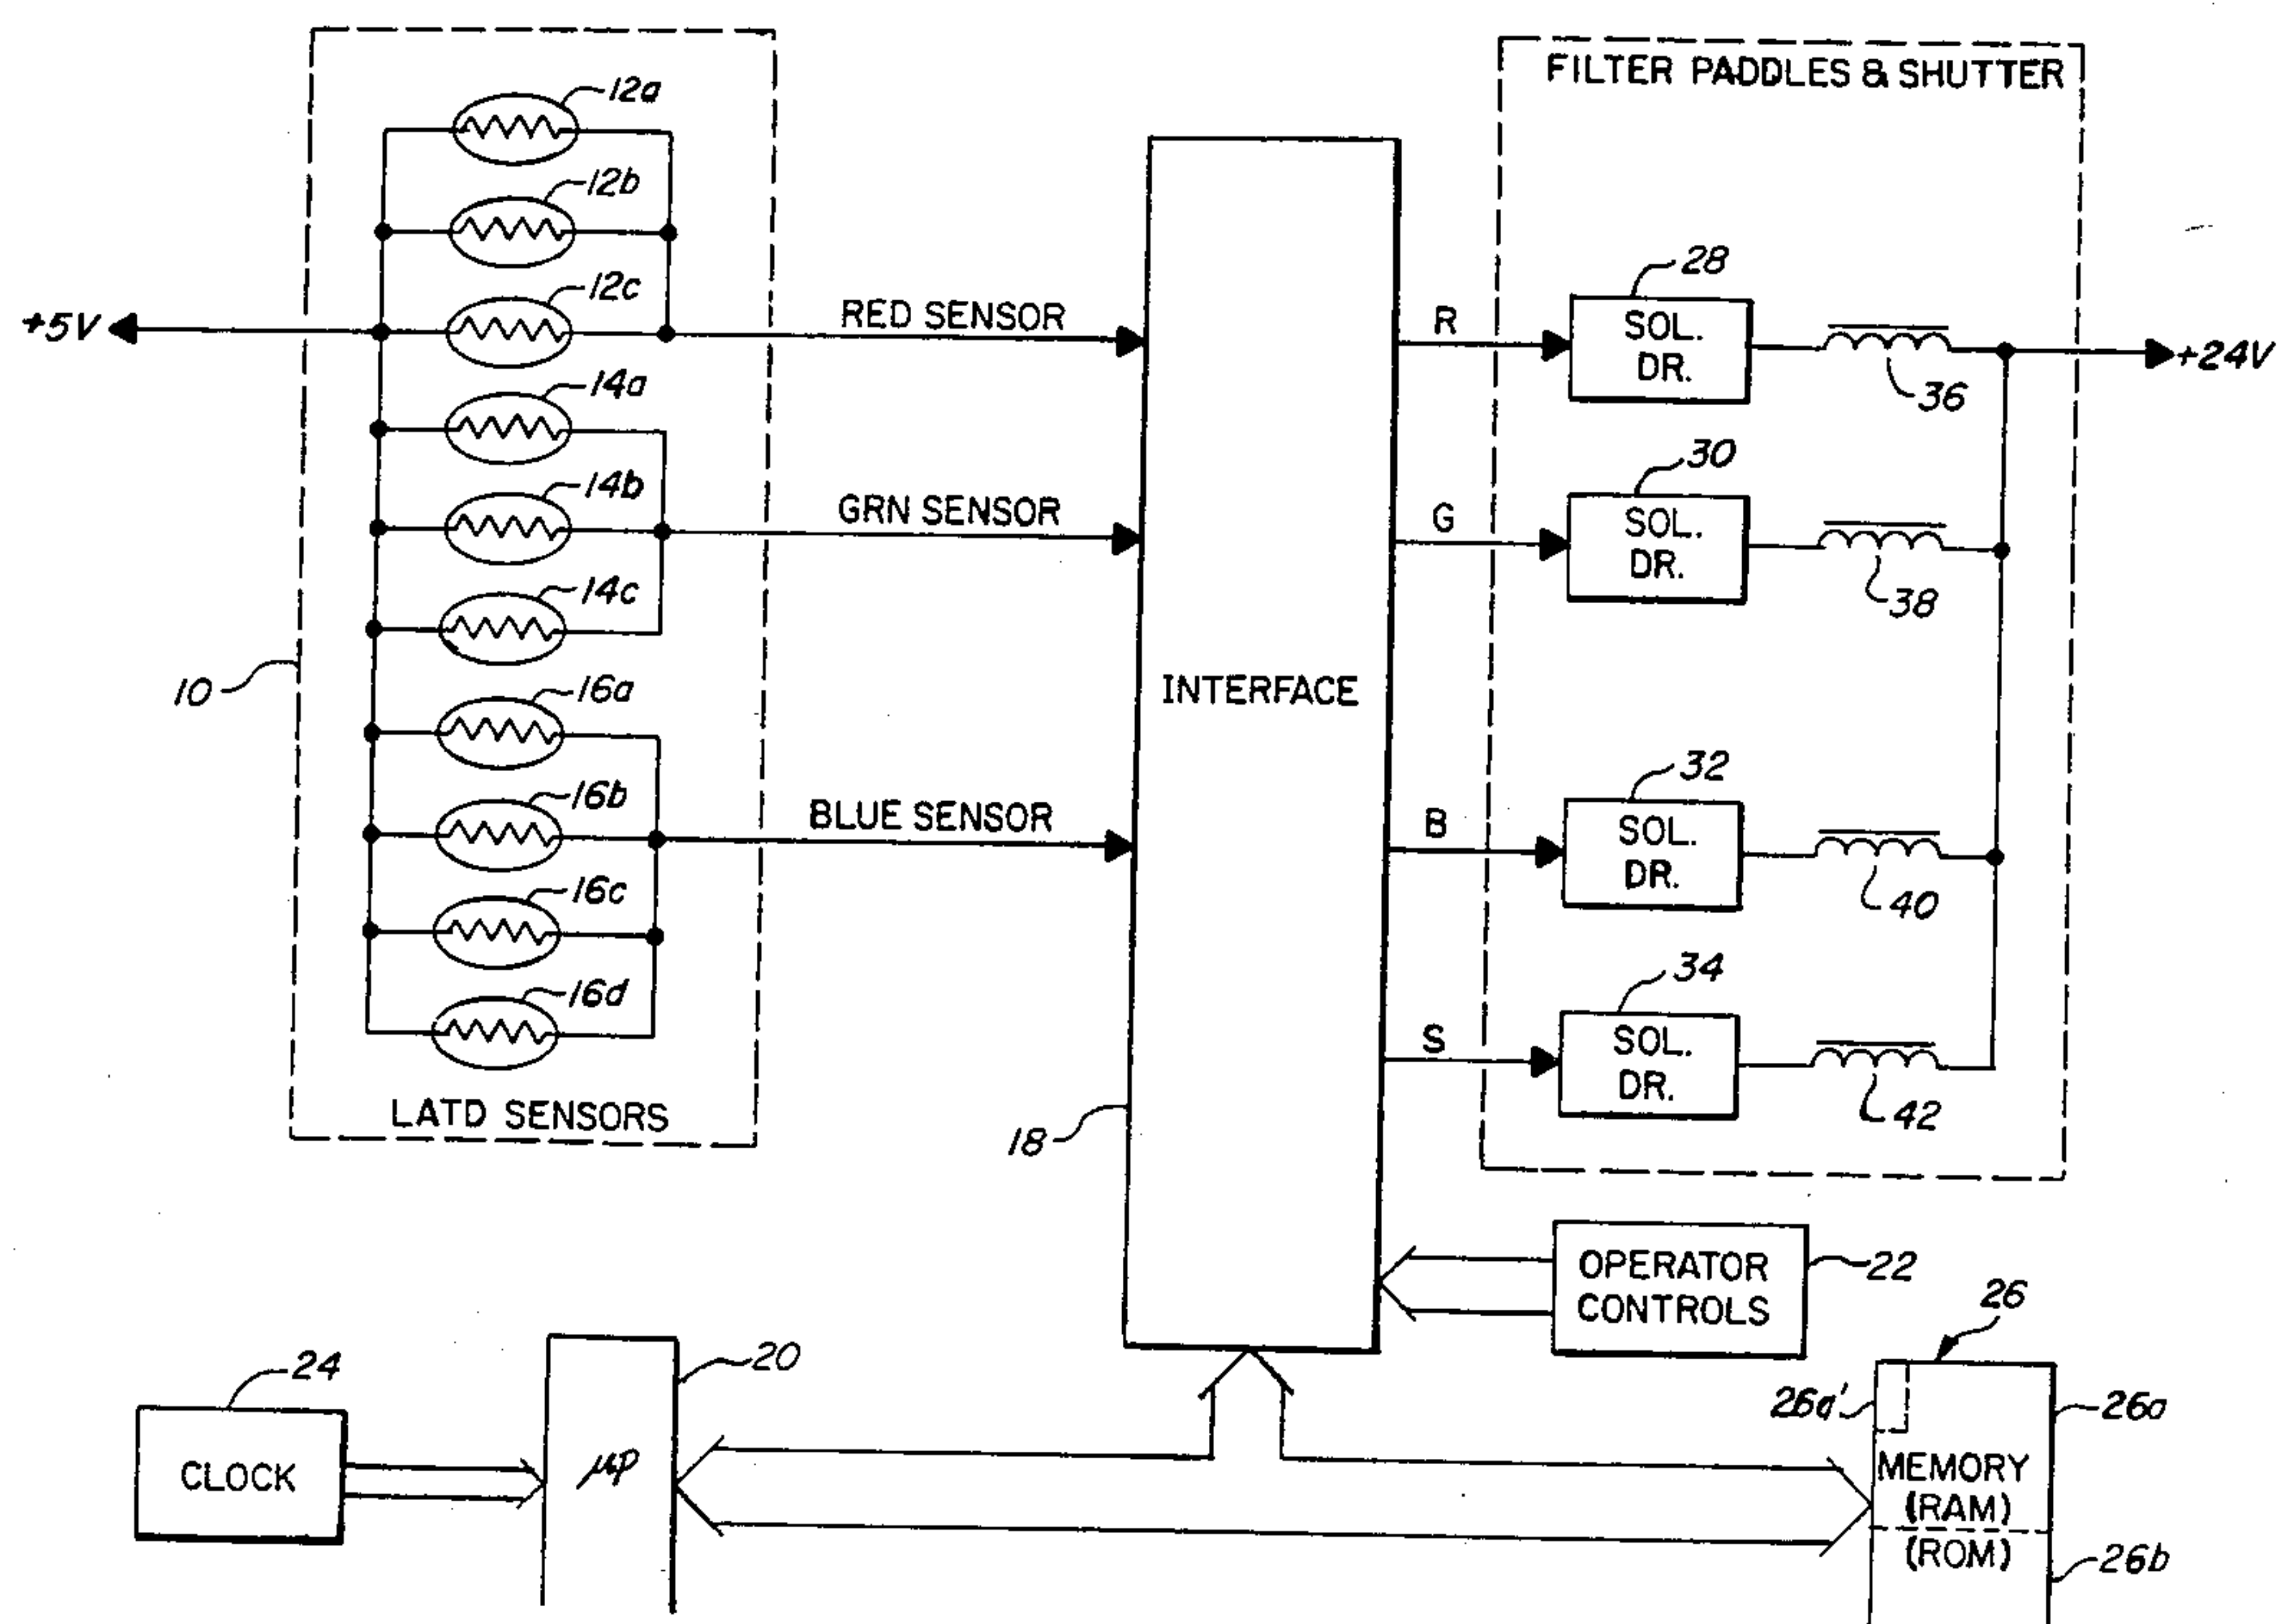 12a
12b
12c
14a
14b
14c
16a
16b
16c
16d
+5V
10
LATD SENSORS
RED SENSOR
GRN SENSOR
BLUE SENSOR
INTERFACE
18
FILTER PADDLES & SHUTTER
R
28
SOL.
DR.
36
+24V
G
30
SOL.
DR.
38
B
32
SOL.
DR.
40
S
34
SOL.
DR.
42
OPERATOR
CONTROLS
22
24
CLOCK
20
μP
26
26a'
26a
MEMORY
(RAM)
(ROM)
26b